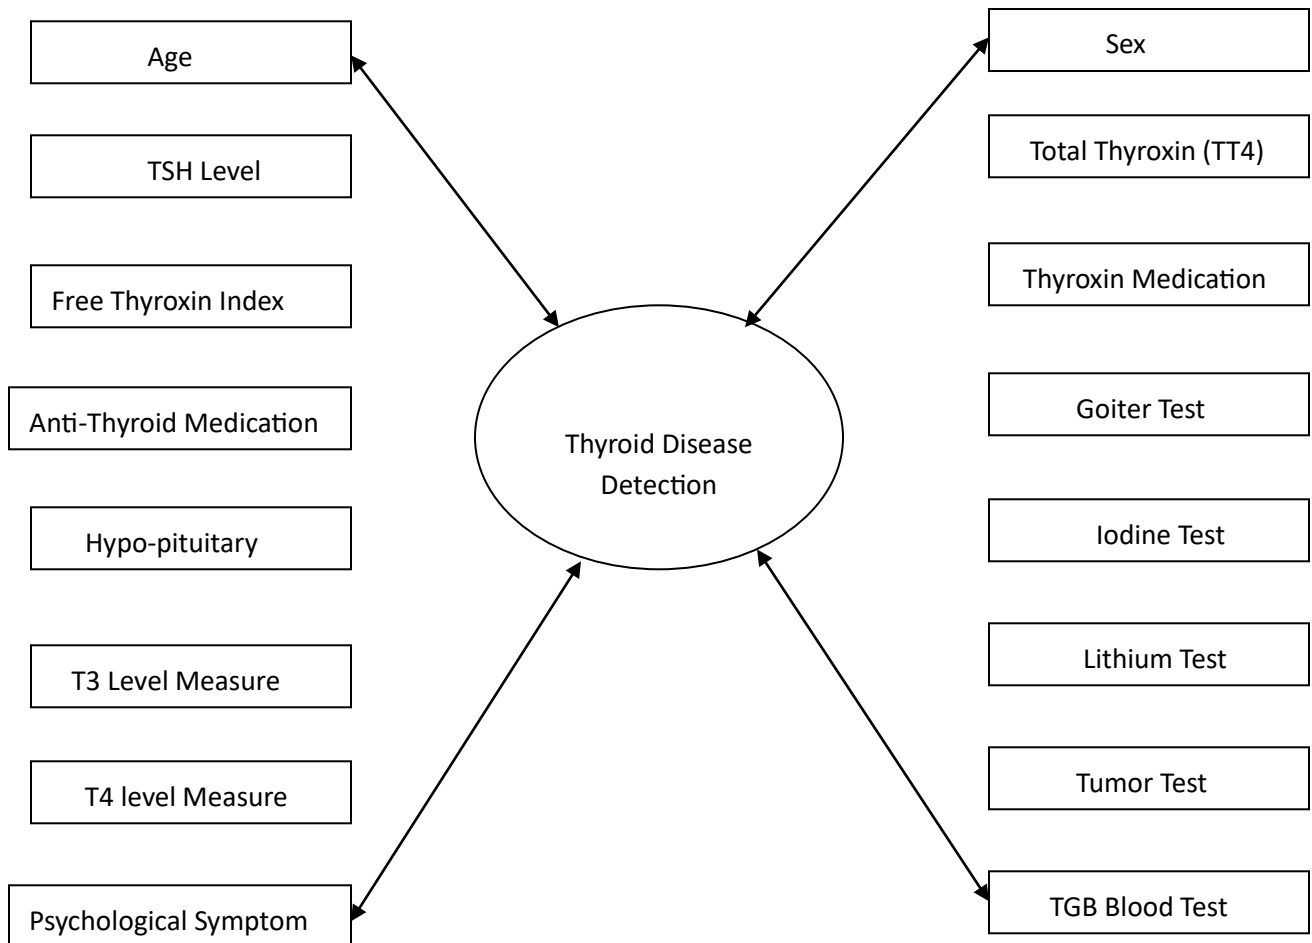 Age
TSH Level
Free Thyroxin Index
Anti-Thyroid Medication
Hypo-pituitary
T3 Level Measure
T4 level Measure
Psychological Symptom
Thyroid Disease
Detection
Sex
Total Thyroxin (TT4)
Thyroxin Medication
Goiter Test
Iodine Test
Lithium Test
Tumor Test
TGB Blood Test